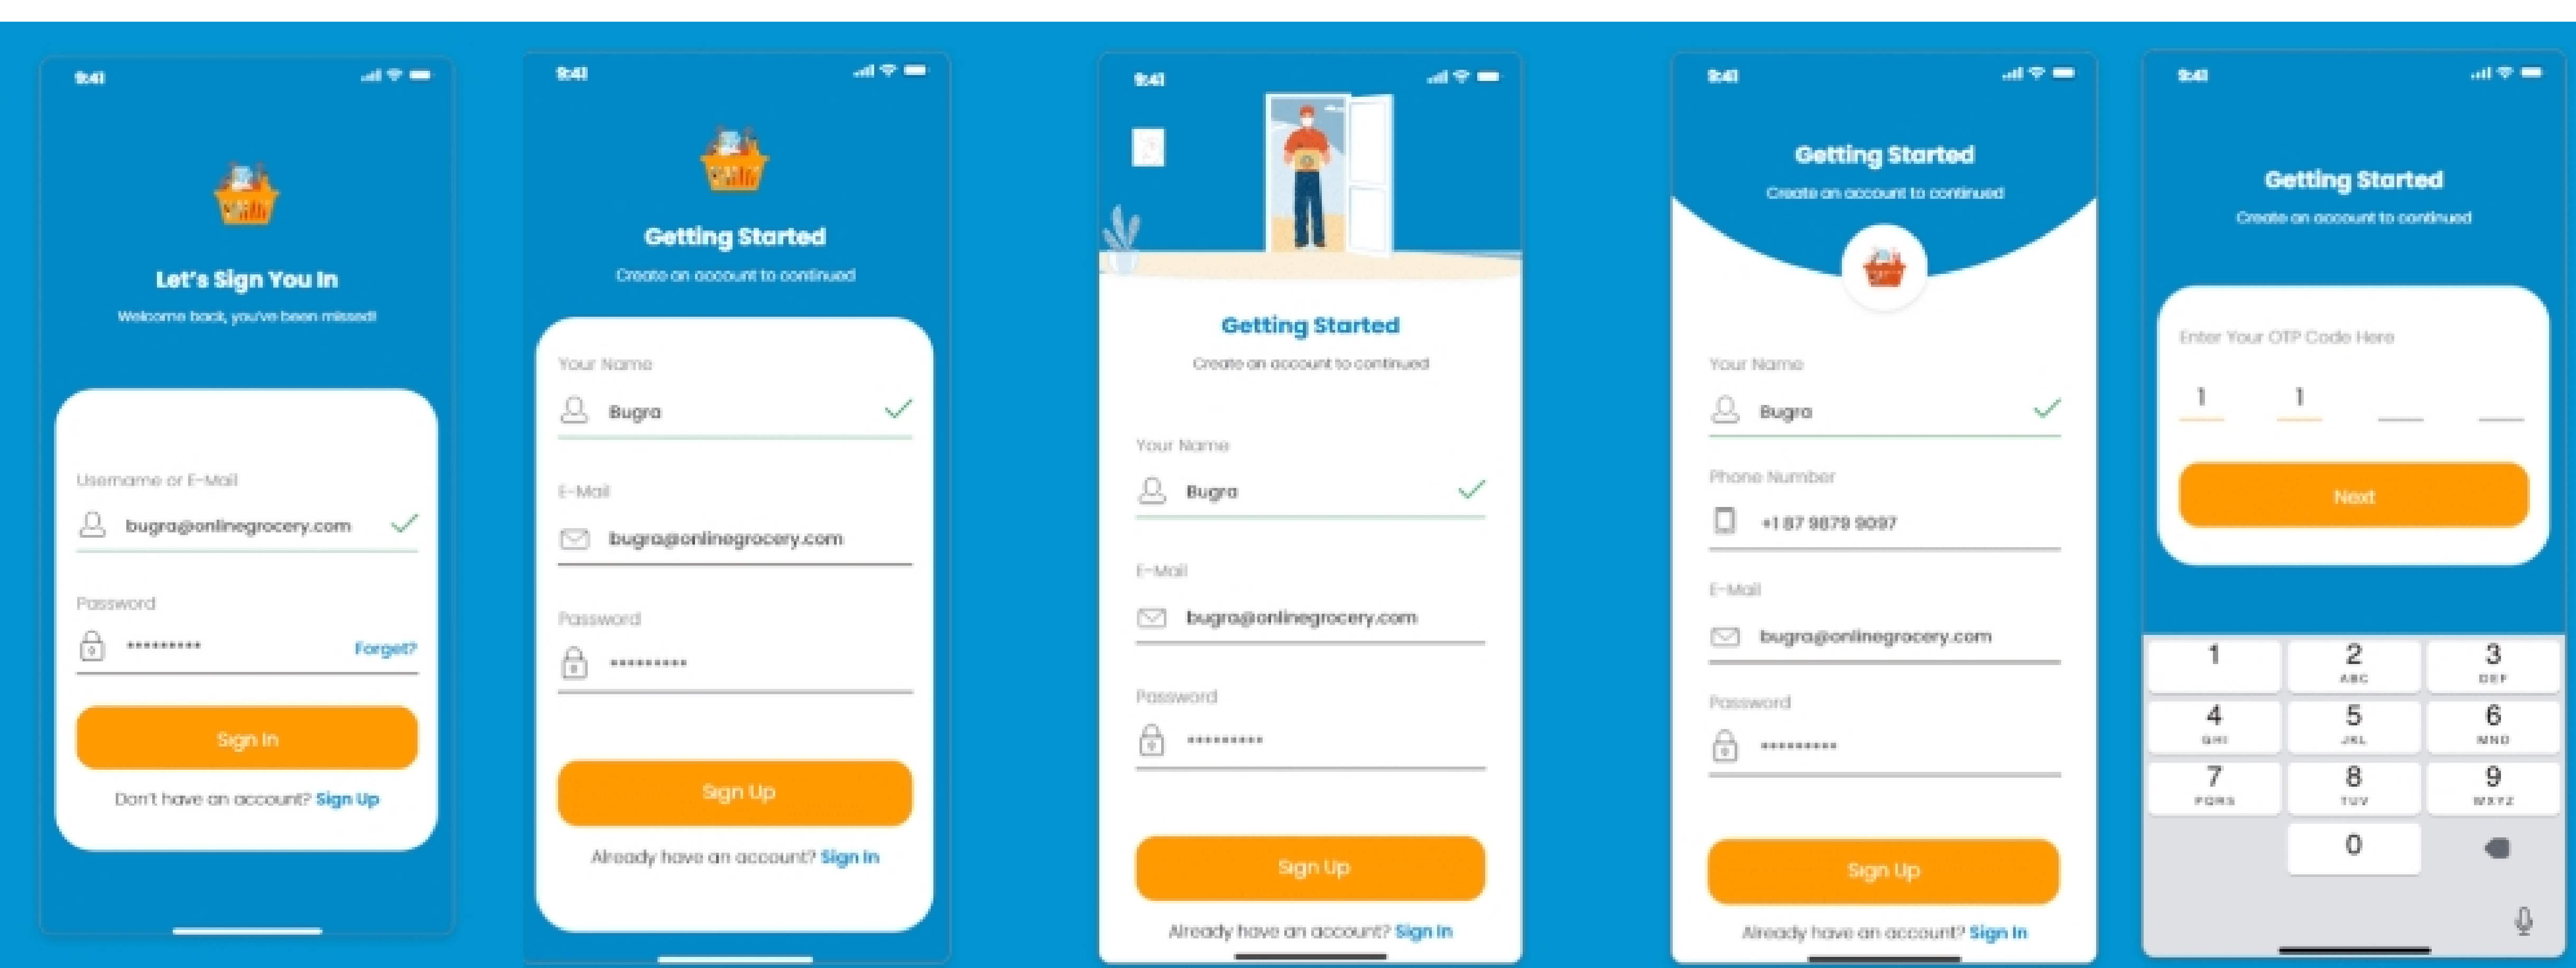 9:41
Let's Sign You In
Welcome back, you've been missed!
Username or E-Mail
bugra@onlinegrocery.com
Password
•••••••••
Forget?
Sign In
Don't have an account? Sign Up
9:41
Getting Started
Create an account to continued
Your Name
Bugra
E-Mail
bugra@onlinegrocery.com
Password
•••••••••
Sign Up
Already have an account? Sign In
9:41
Getting Started
Create an account to continued
Your Name
Bugra
E-Mail
bugra@onlinegrocery.com
Password
•••••••••
Sign Up
Already have an account? Sign In
9:41
Getting Started
Create an account to continued
Your Name
Bugra
Phone Number
+1 87 9879 9097
E-Mail
bugra@onlinegrocery.com
Password
•••••••••
Sign Up
Already have an account? Sign In
9:41
Getting Started
Create an account to continued
Enter Your OTP Code Here
1 1
Next
1 2 3
ABC DEF
4 5 6
GHI JKL MNO
7 8 9
PQRS TUV WXYZ
0